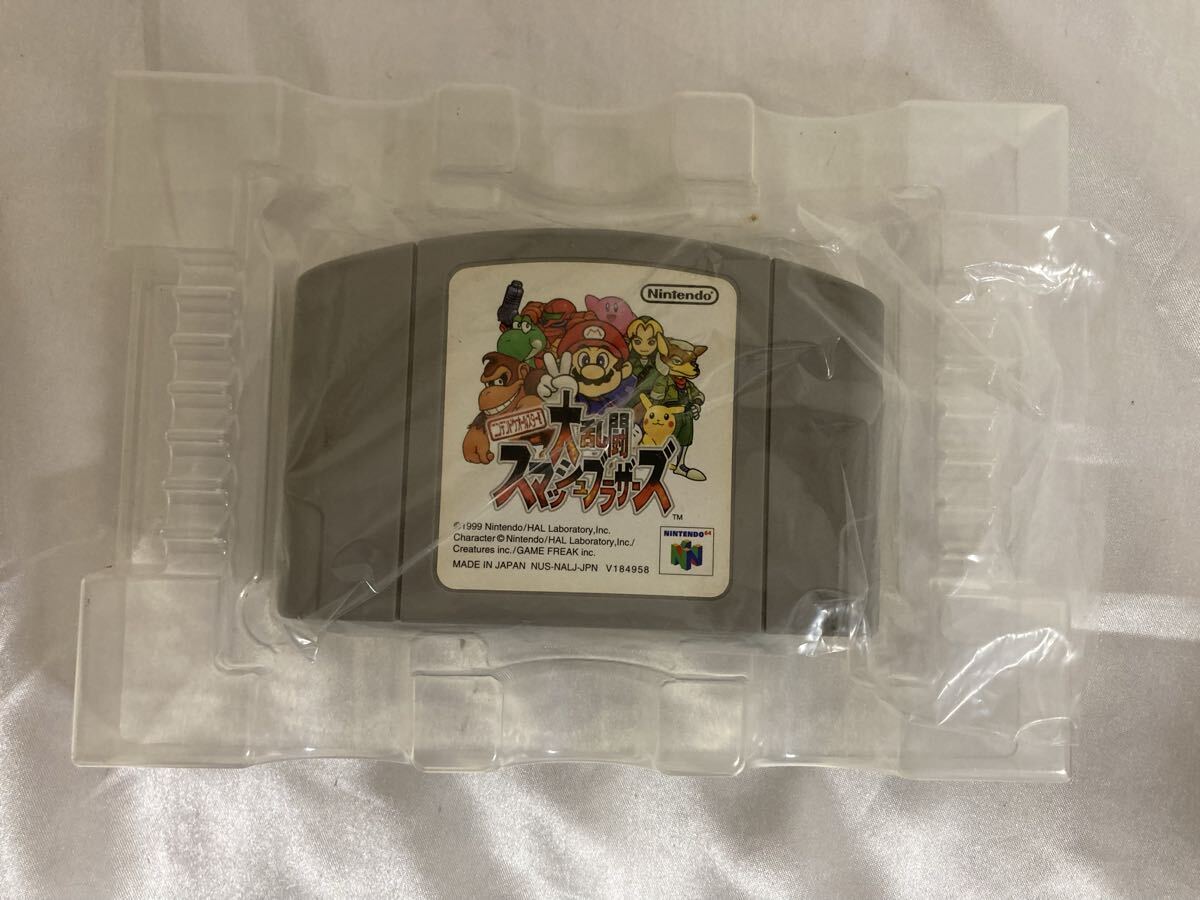 Nintendo
ニンテンドウオールスター!
大乱闘
スマッシュブラザーズ
TM
©1999 Nintendo/HAL Laboratory,Inc.
Character©Nintendo/HAL Laboratory,Inc./
Creatures inc./GAME FREAK inc.
MADE IN JAPAN NUS-NALJ-JPN V184958
NINTENDO 64